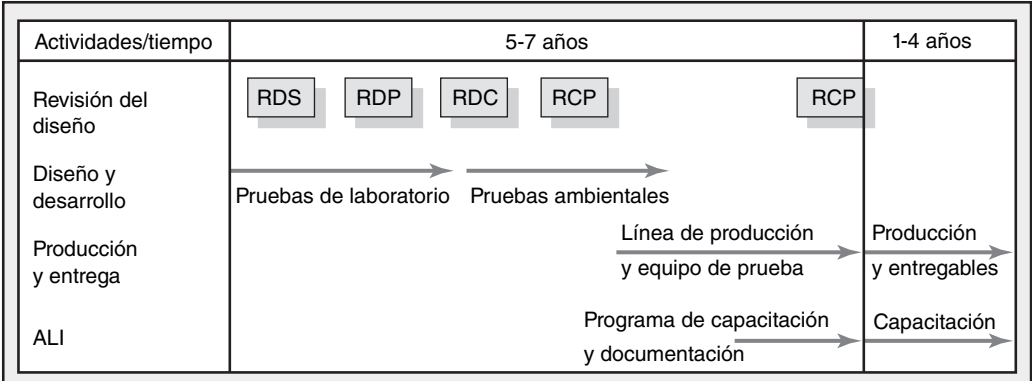 Actividades/tiempo 5-7 años 1-4 años
Revisión del
diseño
RDS RDP RDC RCP RCP
Diseño y
desarrollo
Pruebas de laboratorio Pruebas ambientales
Producción
y entrega
Línea de producción
y equipo de prueba
Producción
y entregables
ALI
Programa de capacitación
y documentación
Capacitación